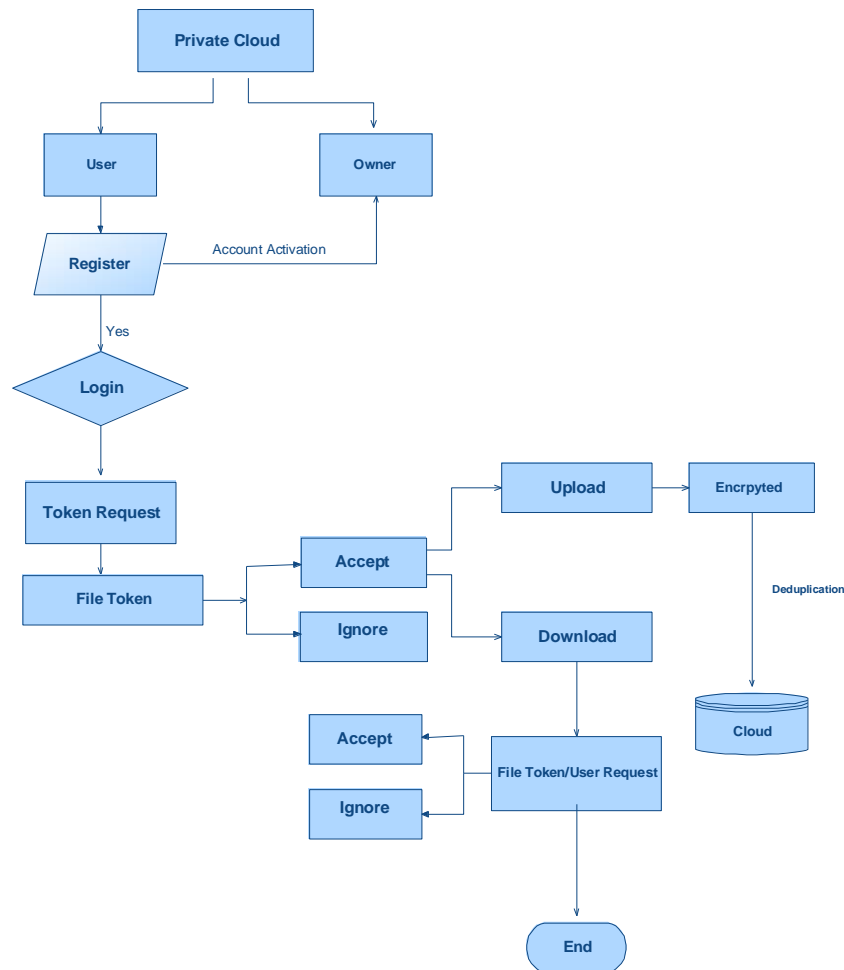 Private Cloud
User
Owner
Account Activation
Register
Yes
Login
Upload
Encrpyted
Token Request
Accept
File Token
Deduplication
Ignore
Download
Cloud
Accept
File Token/User Request
Ignore
End